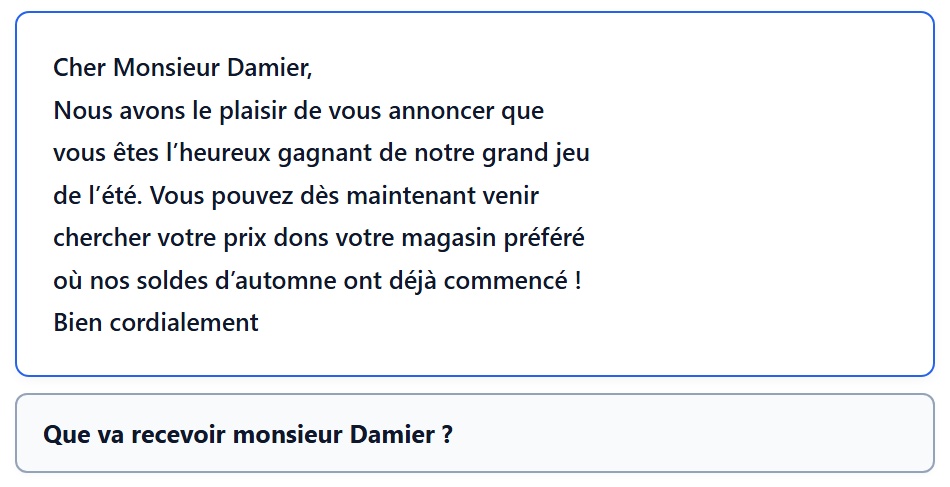 Cher Monsieur Damier,
Nous avons le plaisir de vous annoncer que
vous êtes l’heureux gagnant de notre grand jeu
de l’été. Vous pouvez dès maintenant venir
chercher votre prix dons votre magasin préféré
où nos soldes d’automne ont déjà commencé !
Bien cordialement
Que va recevoir monsieur Damier ?